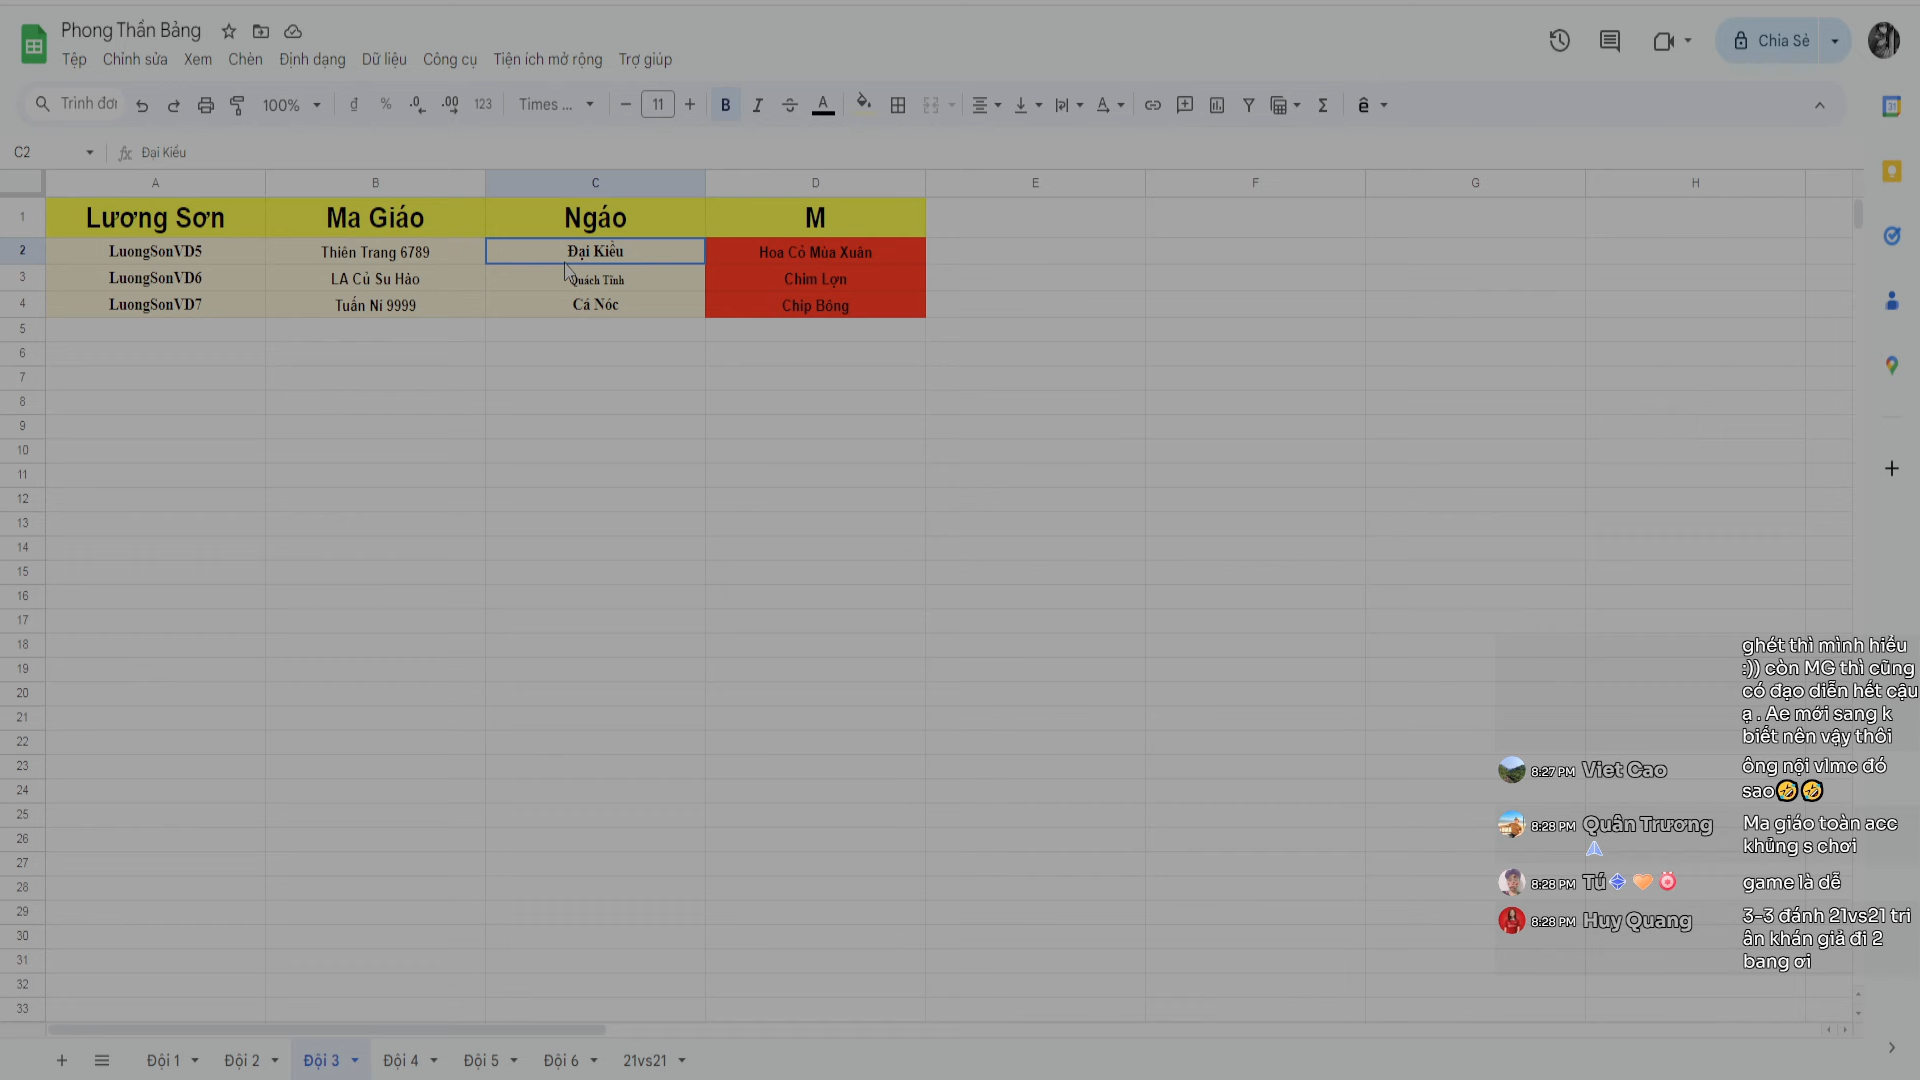 Phong Thần Bảng
Tệp Chỉnh sửa Xem Chèn Định dạng Dữ liệu Công cụ Tiện ích mở rộng Trợ giúp
Chia Sẻ
Trình đơn 100% đ % .0 .00 123 Times ... 11 B I A Σ ê
C2 fx Đại Kiều
A B C D E F G H
1 Lương Sơn Ma Giáo Ngáo M
2 LuongSonVD5 Thiên Trang 6789 Đại Kiều Hoa Cỏ Mùa Xuân
3 LuongSonVD6 LA Củ Su Hào Quách Tĩnh Chim Lợn
4 LuongSonVD7 Tuấn Ní 9999 Cá Nóc Chíp Bông
5
6
7
8
9
10
11
12
13
14
15
16
17
18
19
20
21
22
23
24
25
26
27
28
29
30
31
32
33
ghét thì mình hiểu
:)) còn MG thì cũng
có đạo diễn hết cậu
ạ . Ae mới sang k
biết nên vậy thôi
8:27 PM Viet Cao ông nội vlmc đó
sao🤣🤣
8:28 PM Quân Trương Ma giáo toàn acc
khủng s chơi
8:28 PM Tú game là dễ
8:28 PM Huy Quang 3-3 đánh 21vs21 tri
ân khán giả đi 2
bang ơi
Đội 1 Đội 2 Đội 3 Đội 4 Đội 5 Đội 6 21vs21